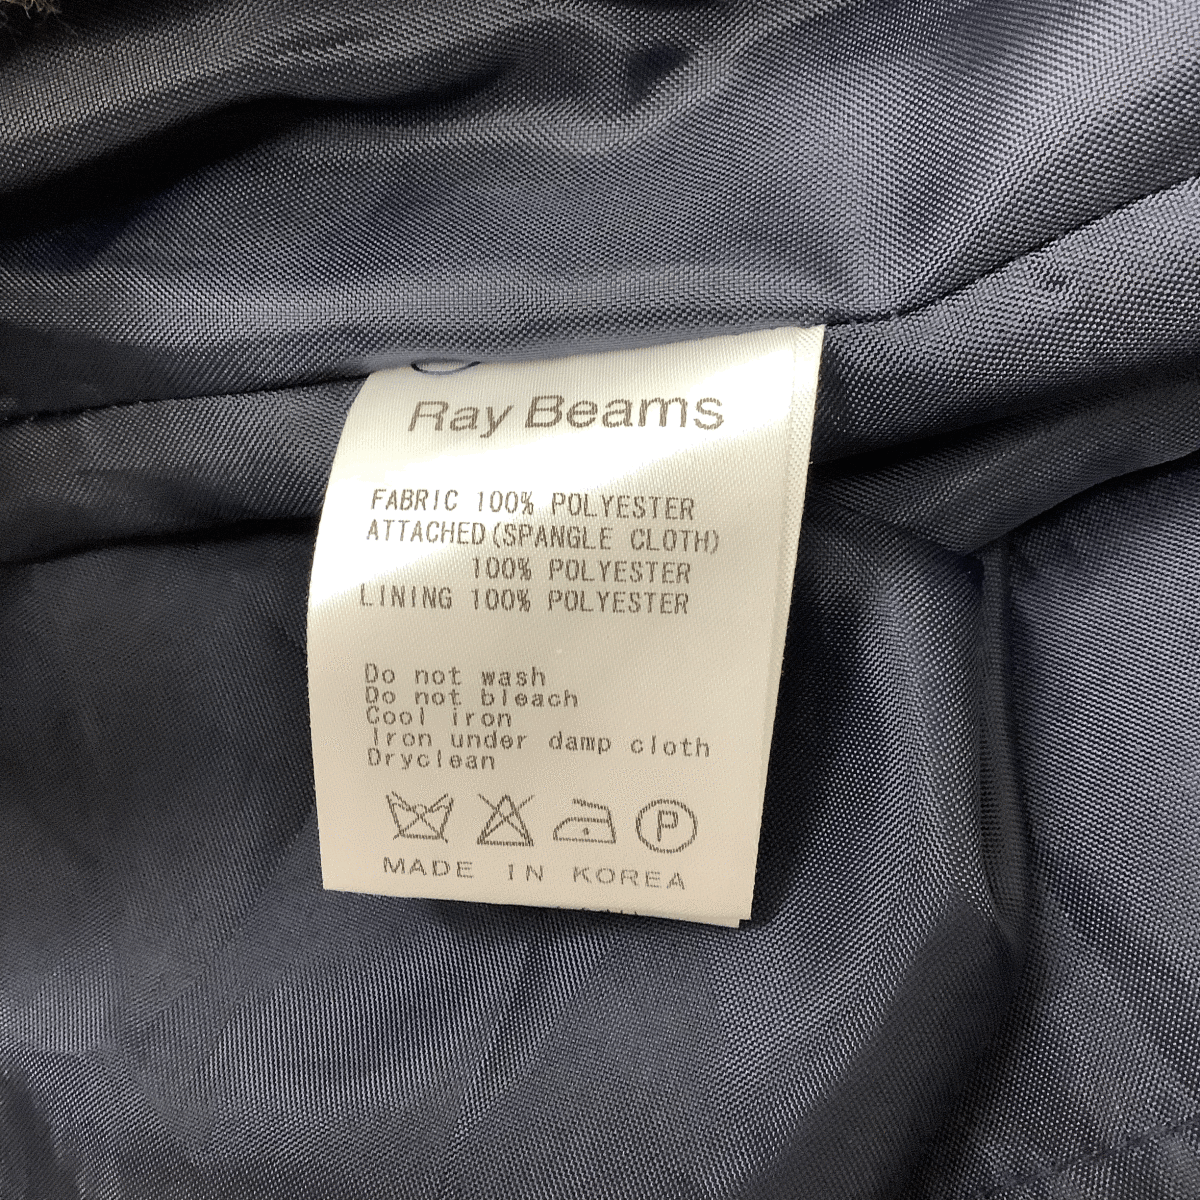 Ray Beams
FABRIC 100% POLYESTER
ATTACHED(SPANGLE CLOTH)
100% POLYESTER
LINING 100% POLYESTER
Do not wash
Do not bleach
Cool iron
Iron under damp cloth
Dryclean
P
MADE IN KOREA